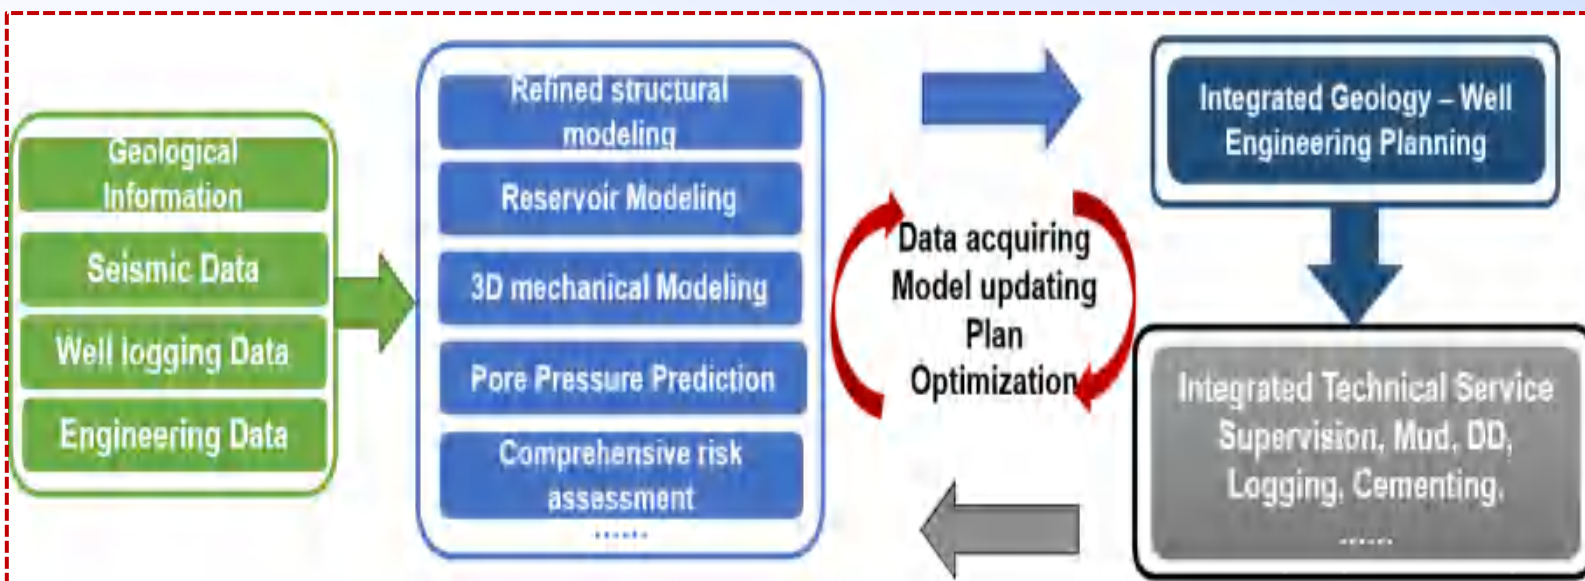 Geological
Information
Seismic Data
Well logging Data
Engineering Data
Refined structural
modeling
Reservoir Modeling
3D mechanical Modeling
Pore Pressure Prediction
Comprehensive risk
assessment
......
Data acquiring
Model updating
Plan
Optimization
Integrated Geology – Well
Engineering Planning
Integrated Technical Service
Supervision, Mud, DD,
Logging, Cementing,
......